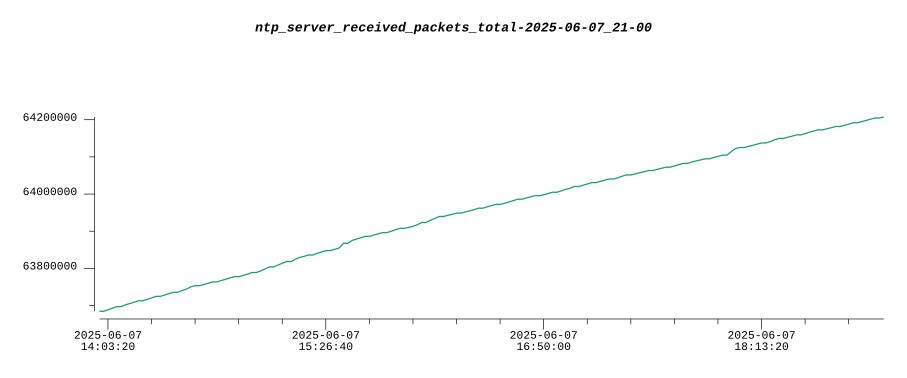 ntp_server_received_packets_total-2025-06-07_21-00
64200000
64000000
63800000
2025-06-07 2025-06-07 2025-06-07 2025-06-07
14:03:20 15:26:40 16:50:00 18:13:20